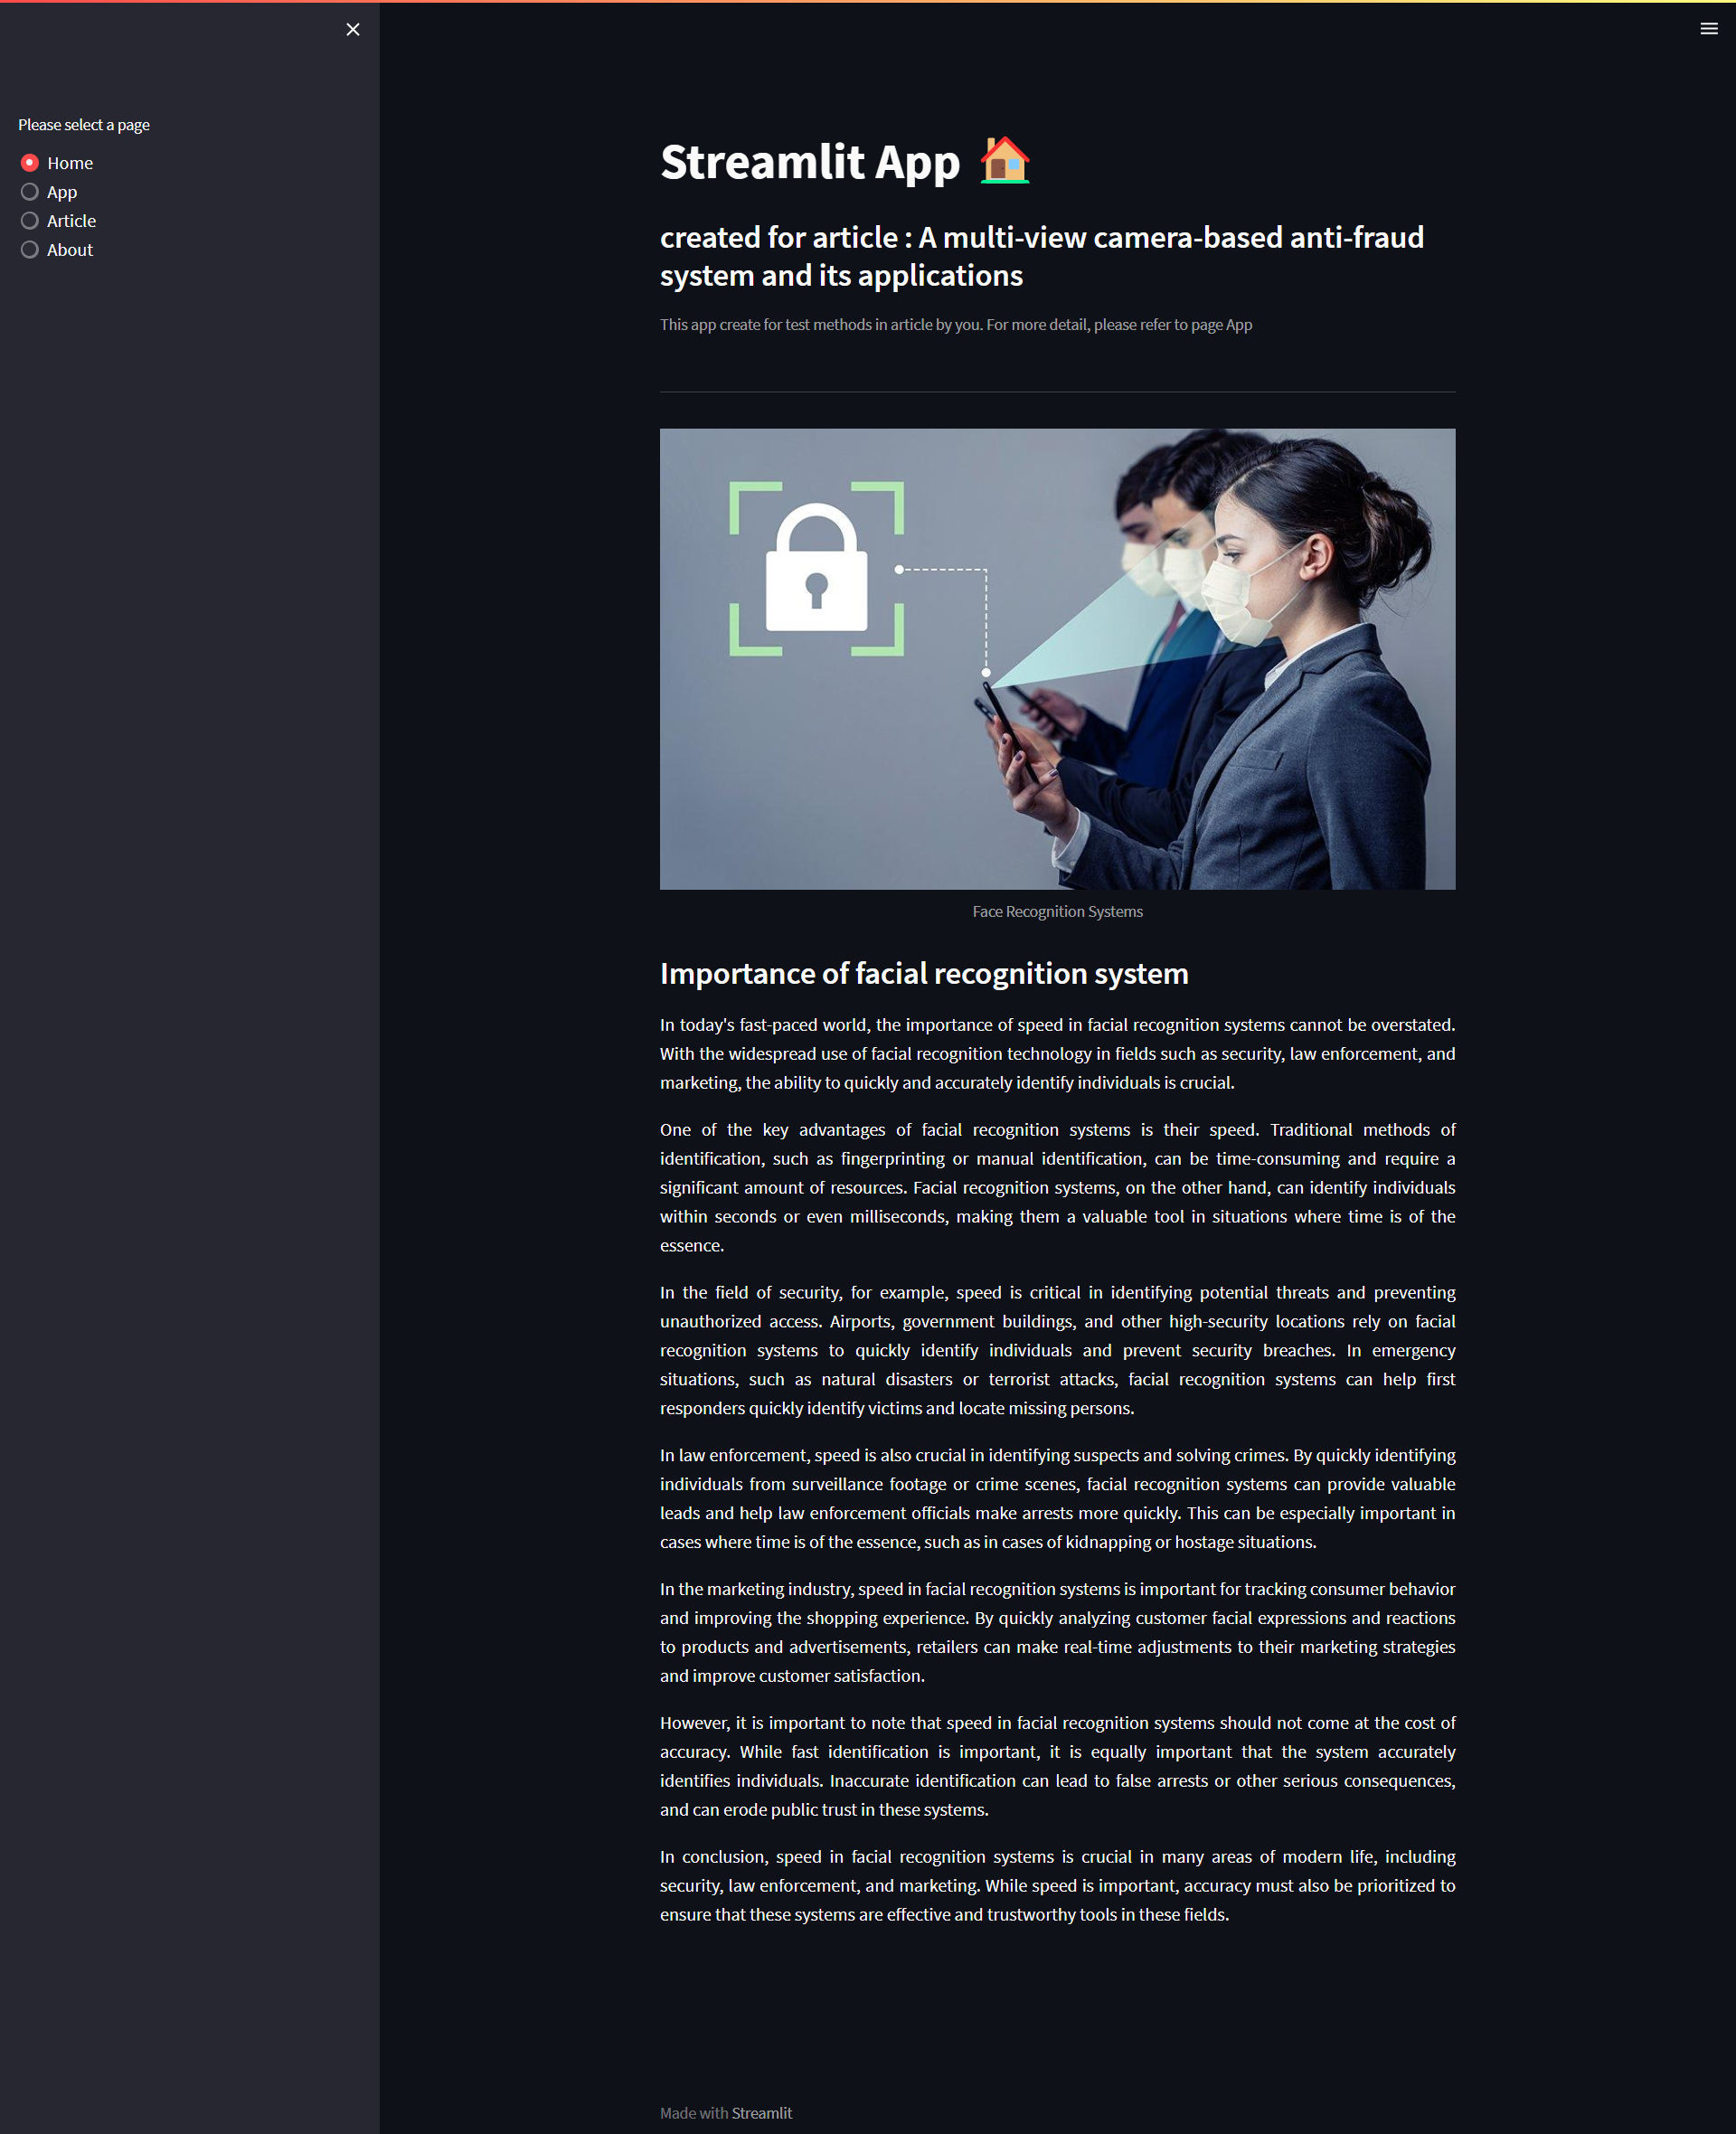 Please select a page
Home
App
Article
About
Streamlit App
created for article : A multi-view camera-based anti-fraud
system and its applications
This app create for test methods in article by you. For more detail, please refer to page App
Face Recognition Systems
Importance of facial recognition system
In today's fast-paced world, the importance of speed in facial recognition systems cannot be overstated.
With the widespread use of facial recognition technology in fields such as security, law enforcement, and
marketing, the ability to quickly and accurately identify individuals is crucial.
One of the key advantages of facial recognition systems is their speed. Traditional methods of
identification, such as fingerprinting or manual identification, can be time-consuming and require a
significant amount of resources. Facial recognition systems, on the other hand, can identify individuals
within seconds or even milliseconds, making them a valuable tool in situations where time is of the
essence.
In the field of security, for example, speed is critical in identifying potential threats and preventing
unauthorized access. Airports, government buildings, and other high-security locations rely on facial
recognition systems to quickly identify individuals and prevent security breaches. In emergency
situations, such as natural disasters or terrorist attacks, facial recognition systems can help first
responders quickly identify victims and locate missing persons.
In law enforcement, speed is also crucial in identifying suspects and solving crimes. By quickly identifying
individuals from surveillance footage or crime scenes, facial recognition systems can provide valuable
leads and help law enforcement officials make arrests more quickly. This can be especially important in
cases where time is of the essence, such as in cases of kidnapping or hostage situations.
In the marketing industry, speed in facial recognition systems is important for tracking consumer behavior
and improving the shopping experience. By quickly analyzing customer facial expressions and reactions
to products and advertisements, retailers can make real-time adjustments to their marketing strategies
and improve customer satisfaction.
However, it is important to note that speed in facial recognition systems should not come at the cost of
accuracy. While fast identification is important, it is equally important that the system accurately
identifies individuals. Inaccurate identification can lead to false arrests or other serious consequences,
and can erode public trust in these systems.
In conclusion, speed in facial recognition systems is crucial in many areas of modern life, including
security, law enforcement, and marketing. While speed is important, accuracy must also be prioritized to
ensure that these systems are effective and trustworthy tools in these fields.
Made with Streamlit